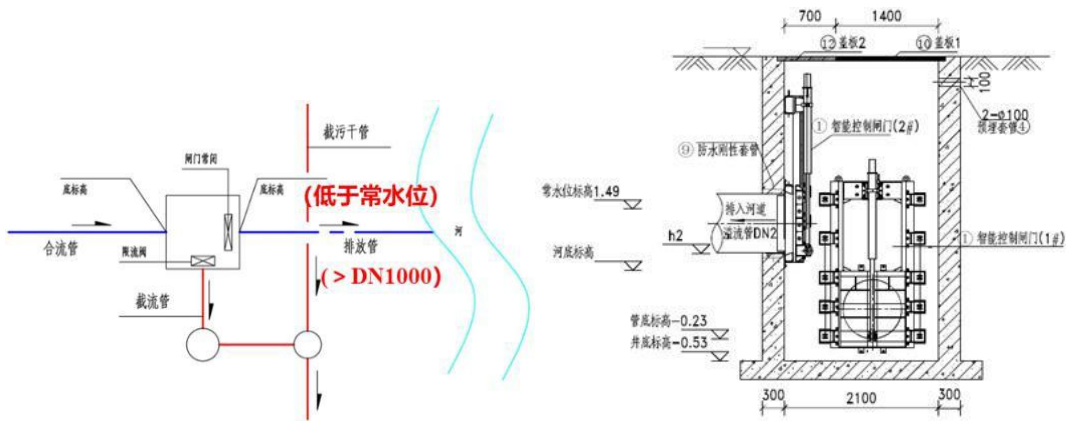 截污干管
闸门常闭
底标高
底标高
(低于常水位)
合流管
限流阀
排放管
河
(＞DN1000)
截流管
700
1400
⑫盖板2
⑩盖板1
100
2-ø100
预埋套管④
①智能控制闸门(2#)
⑨防水刚性套管
常水位标高1.49
排入河道
溢流管DN2
h2
河底标高
①智能控制闸门(1#)
管底标高-0.23
井底标高-0.53
300
2100
300